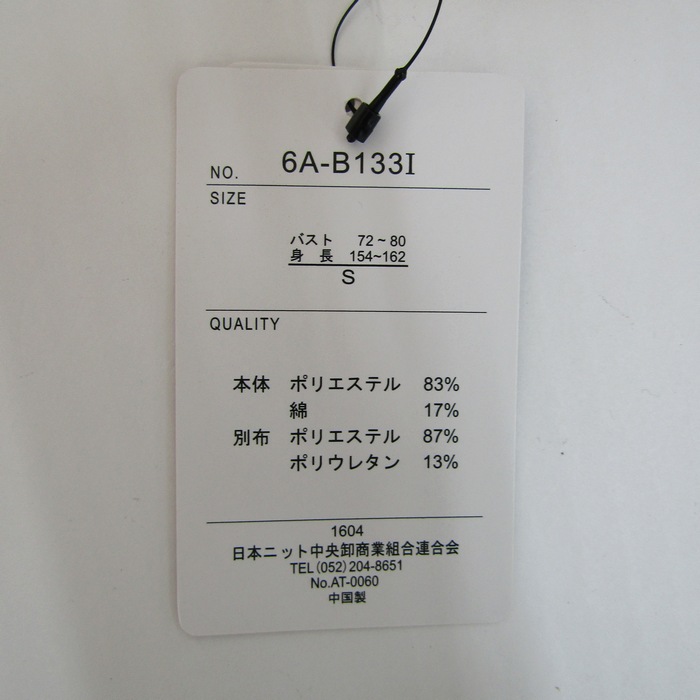 NO. 6A-B133I
SIZE
バスト 72~80
身 長 154~162
S
QUALITY
本体 ポリエステル 83%
綿 17%
別布 ポリエステル 87%
ポリウレタン 13%
1604
日本ニット中央卸商業組合連合会
TEL(052)204-8651
No.AT-0060
中国製